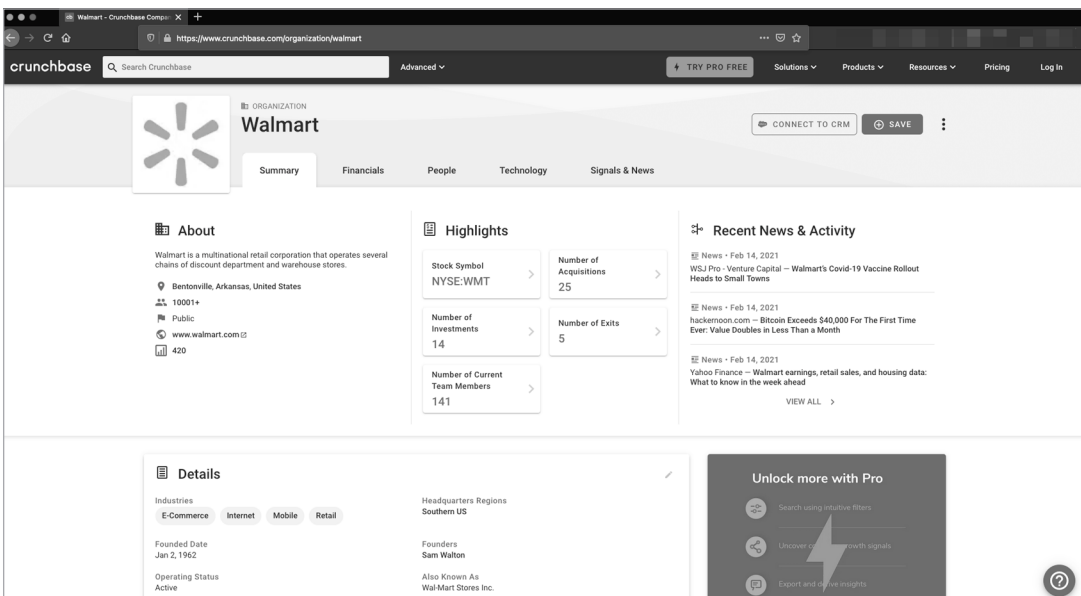 Walmart - Crunchbase Compan
https://www.crunchbase.com/organization/walmart
crunchbase
Search Crunchbase
Advanced
TRY PRO FREE
Solutions
Products
Resources
Pricing
Log In
ORGANIZATION
Walmart
CONNECT TO CRM
SAVE
Summary
Financials
People
Technology
Signals & News
About
Walmart is a multinational retail corporation that operates several
chains of discount department and warehouse stores.
Bentonville, Arkansas, United States
10001+
Public
www.walmart.com
420
Highlights
Stock Symbol
NYSE:WMT
Number of
Acquisitions
25
Number of
Investments
14
Number of Exits
5
Number of Current
Team Members
141
Recent News & Activity
News • Feb 14, 2021
WSJ Pro - Venture Capital — Walmart's Covid-19 Vaccine Rollout
Heads to Small Towns
News • Feb 14, 2021
hackernoon.com — Bitcoin Exceeds $40,000 For The First Time
Ever: Value Doubles in Less Than a Month
News • Feb 14, 2021
Yahoo Finance — Walmart earnings, retail sales, and housing data:
What to know in the week ahead
VIEW ALL
Details
Industries
E-Commerce
Internet
Mobile
Retail
Headquarters Regions
Southern US
Founded Date
Jan 2, 1962
Founders
Sam Walton
Operating Status
Active
Also Known As
Wal-Mart Stores Inc.
Unlock more with Pro
Search using intuitive filters
Uncover growth signals
Export and derive insights